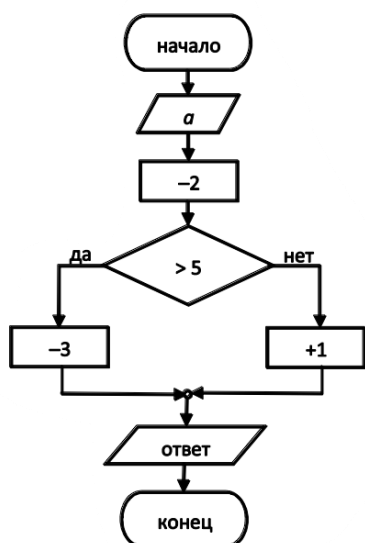 начало
a
–2
> 5
да
нет
–3
+1
ответ
конец